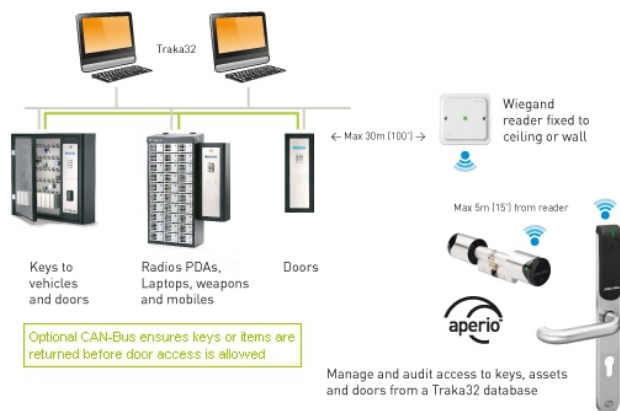 Traka32
← Max 30m (100') →
Wiegand
reader fixed to
ceiling or wall
Max 5m (15') from reader
Keys to
vehicles
and doors
Radios PDAs,
Laptops, weapons
and mobiles
Doors
aperio™
Optional CAN-Bus ensures keys or items are
returned before door access is allowed
Manage and audit access to keys, assets
and doors from a Traka32 database